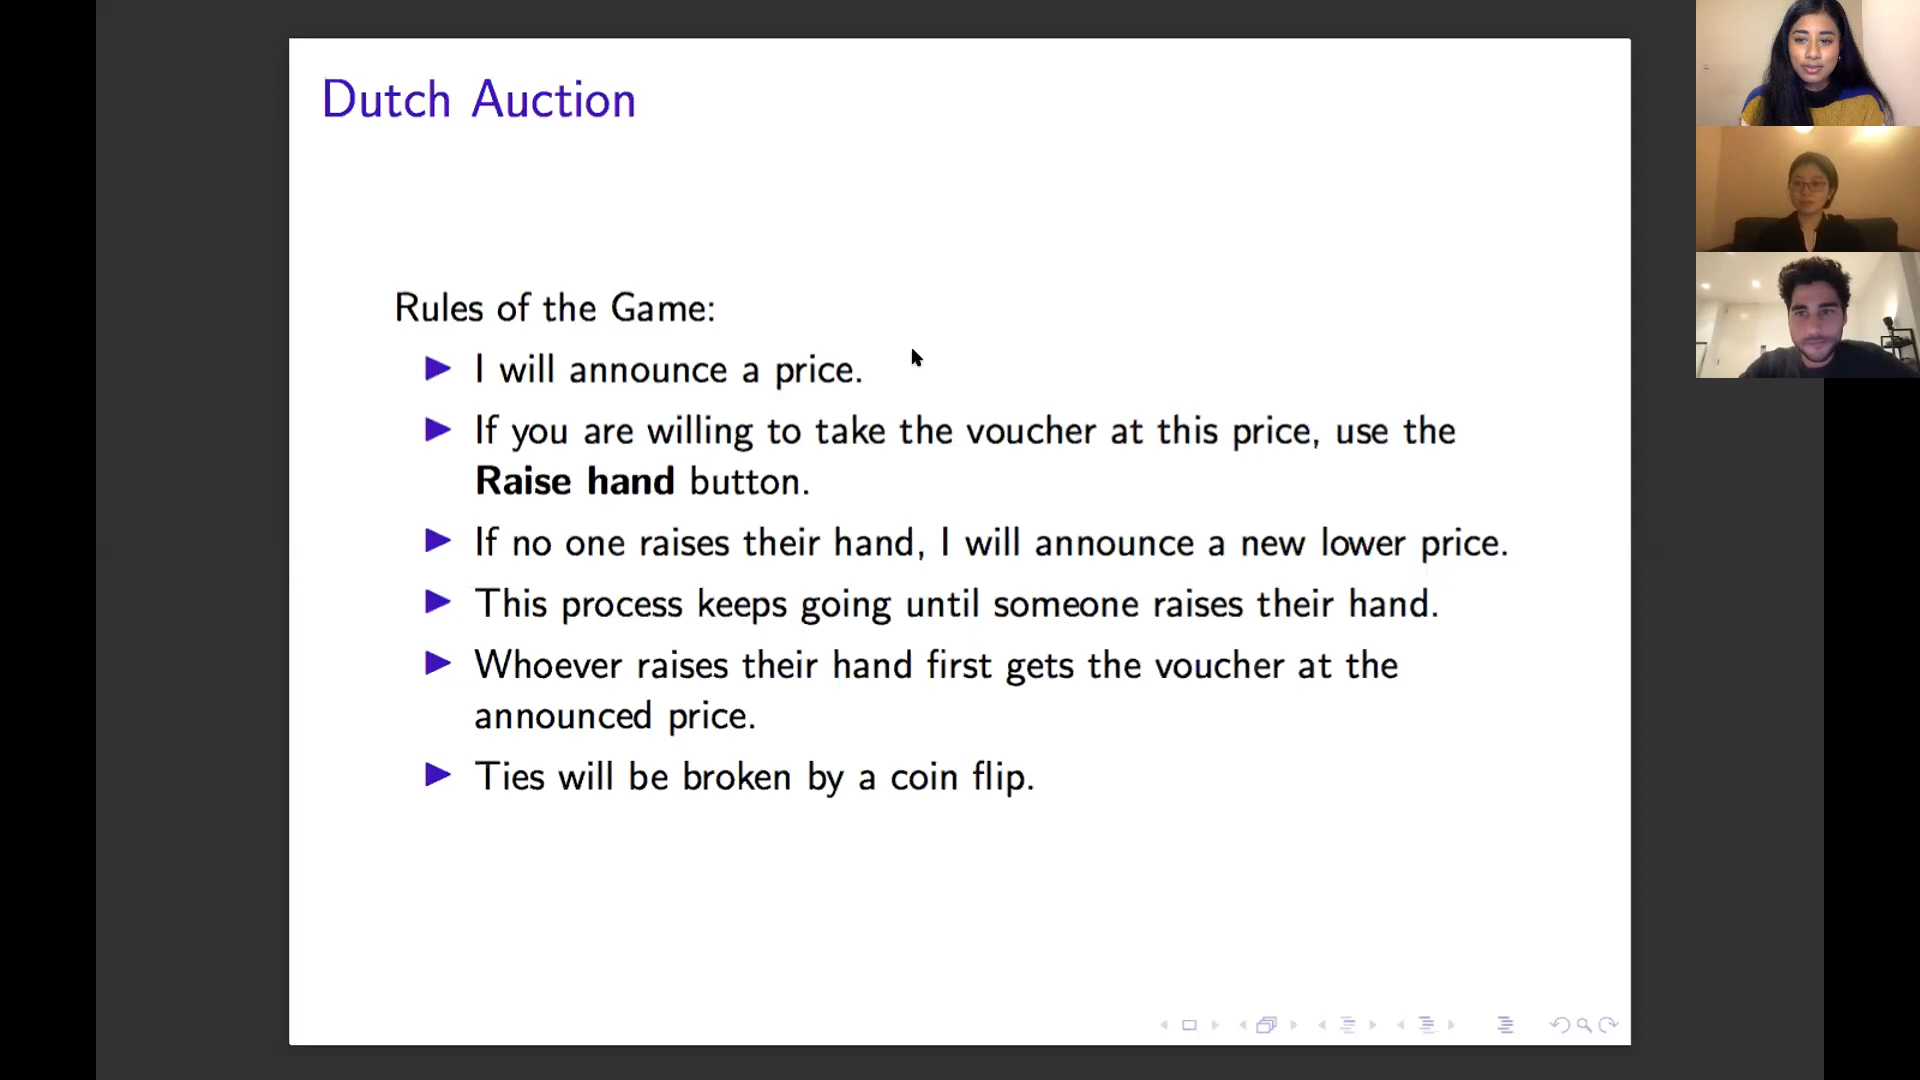 Dutch Auction
Rules of the Game:
I will announce a price.
If you are willing to take the voucher at this price, use the
Raise hand button.
If no one raises their hand, I will announce a new lower price.
This process keeps going until someone raises their hand.
Whoever raises their hand first gets the voucher at the
announced price.
Ties will be broken by a coin flip.